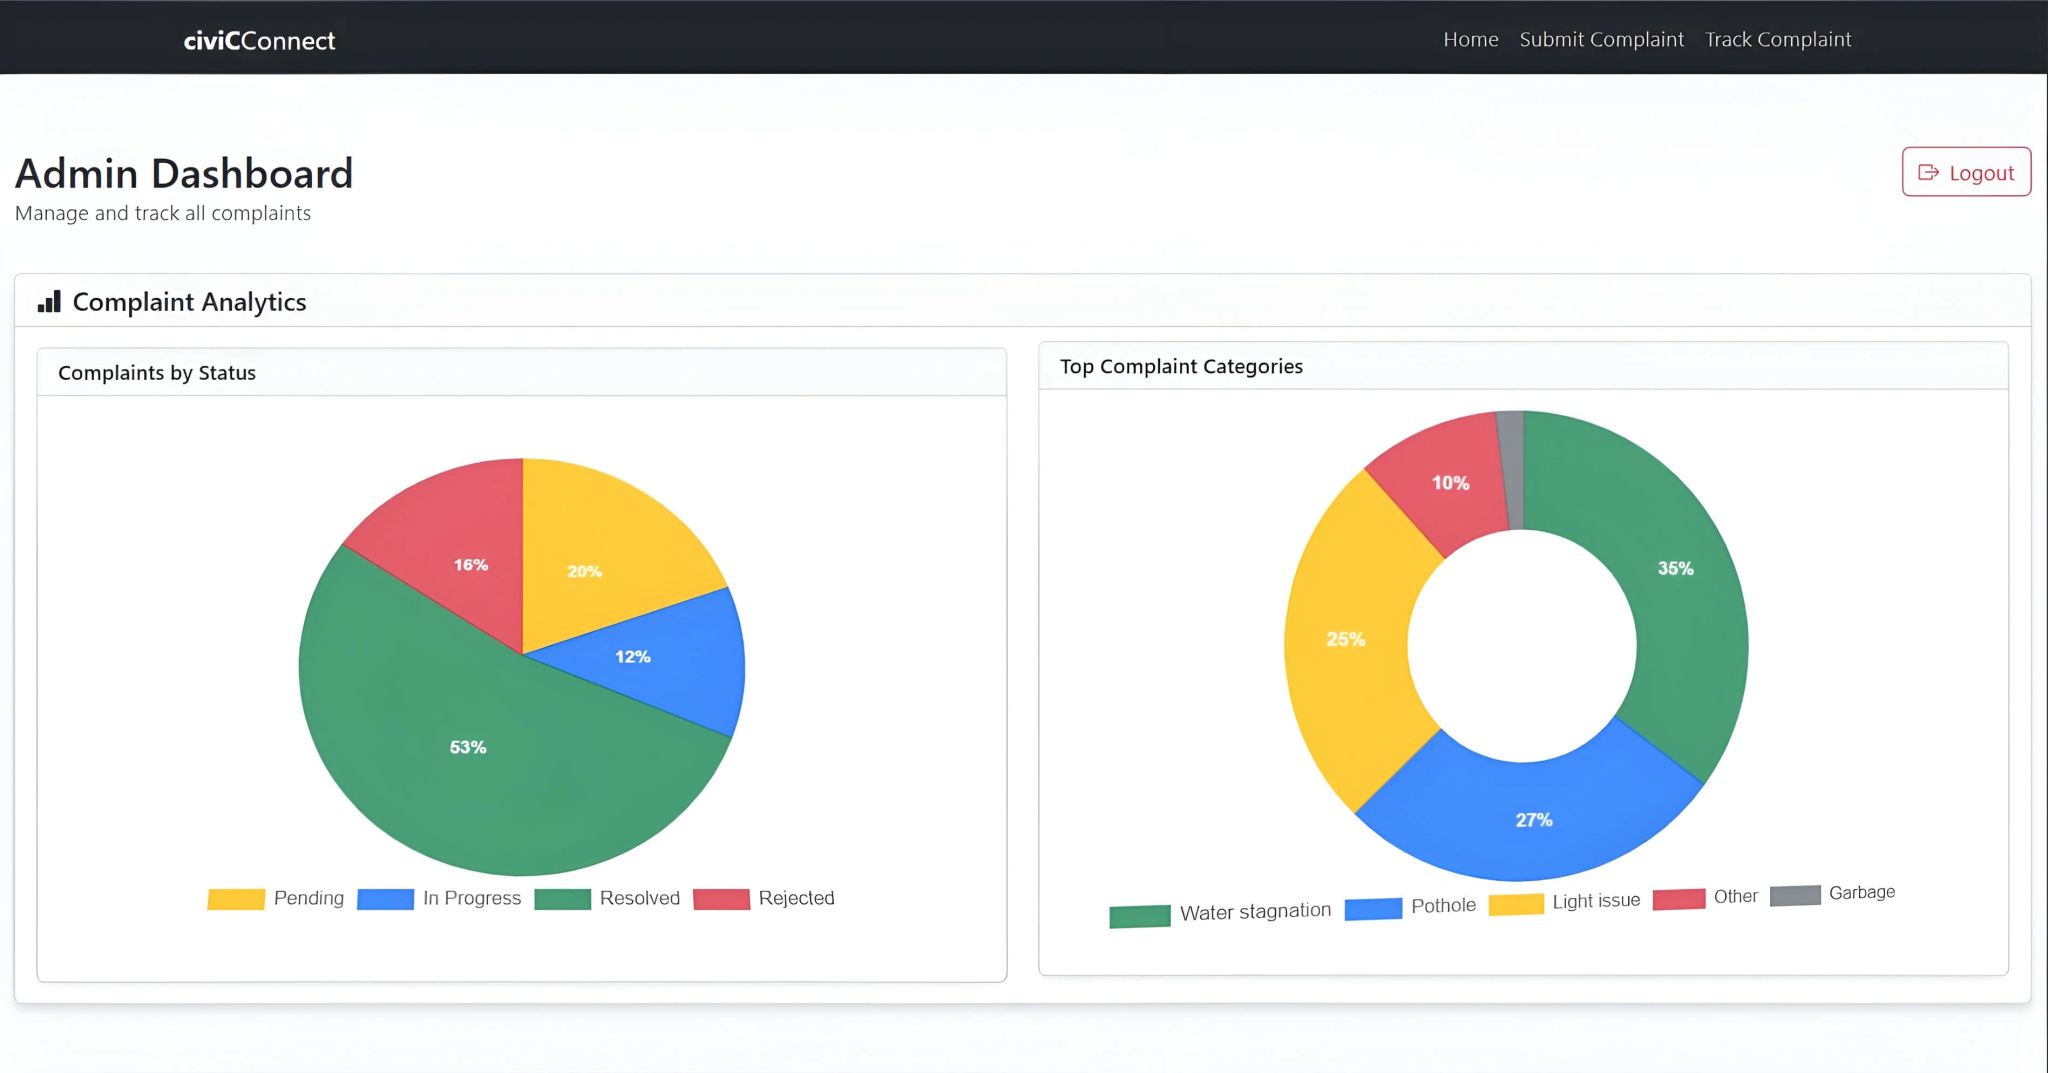 civiCConnect
Home Submit Complaint Track Complaint
Admin Dashboard
Manage and track all complaints
Logout
Complaint Analytics
Complaints by Status
16%
20%
12%
53%
Pending In Progress Resolved Rejected
Top Complaint Categories
10%
35%
25%
27%
Water stagnation Pothole Light issue Other Garbage